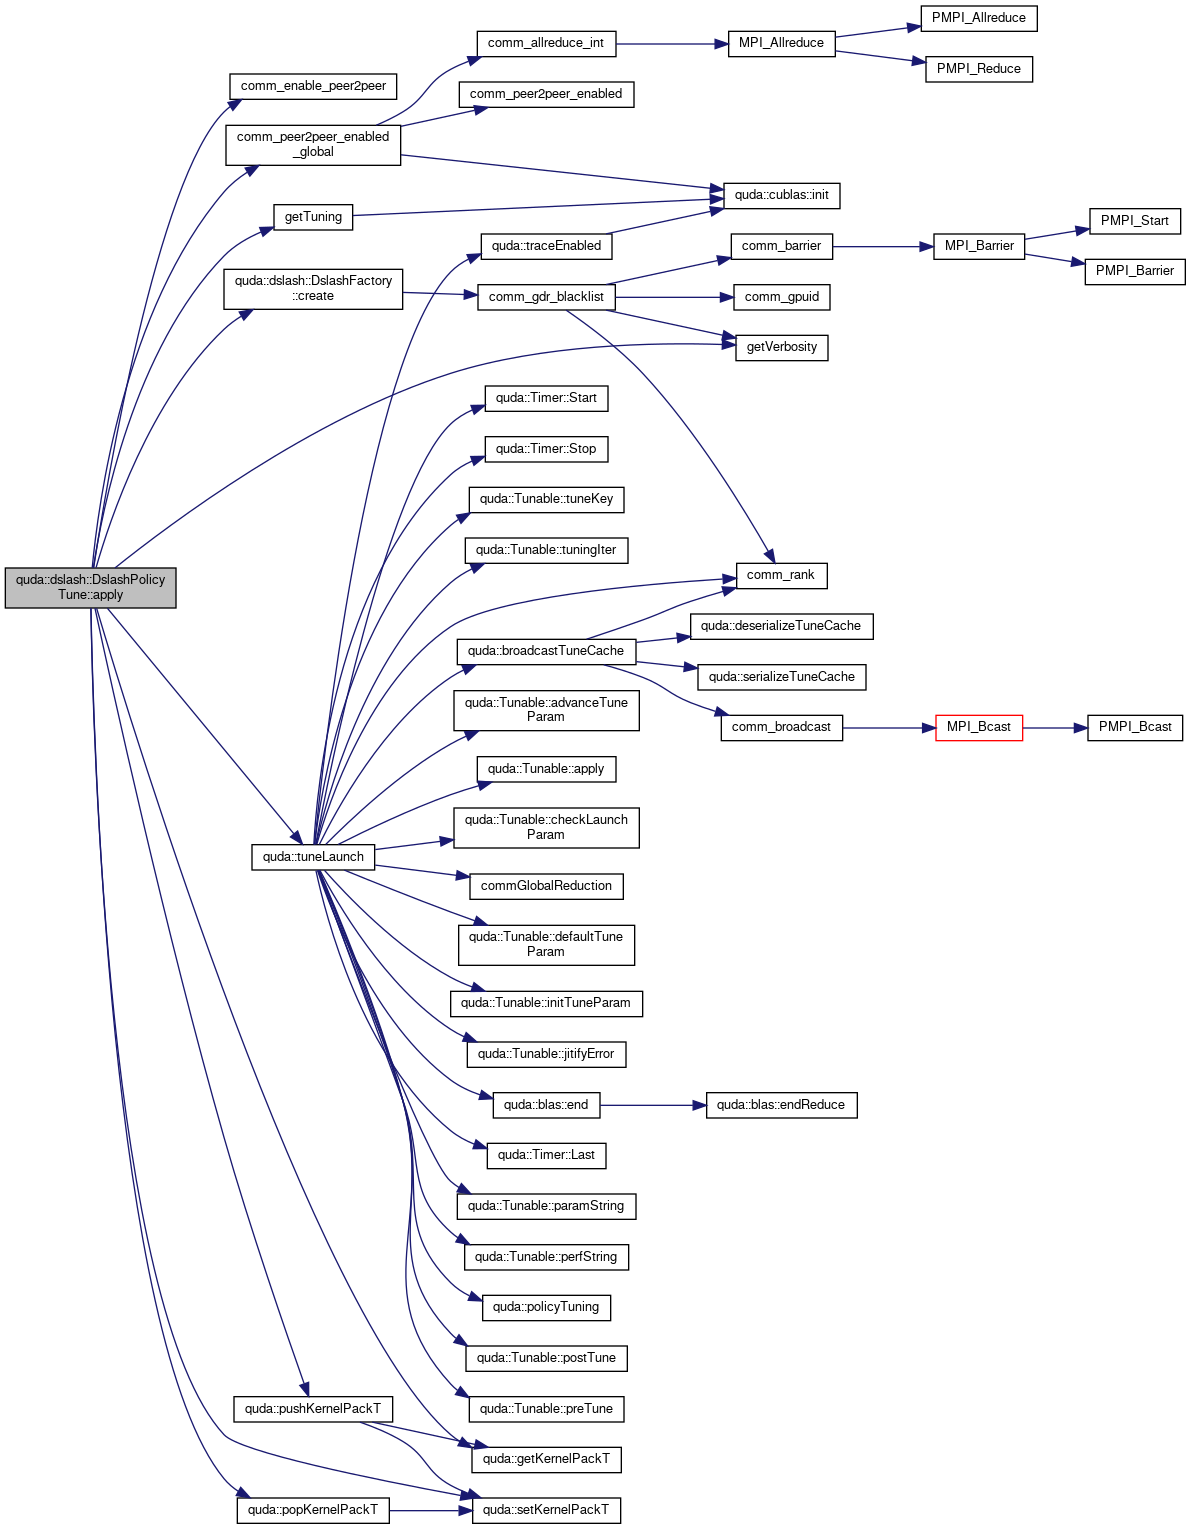 PMPI_Allreduce
comm_allreduce_int
MPI_Allreduce
PMPI_Reduce
comm_enable_peer2peer
comm_peer2peer_enabled
comm_peer2peer_enabled
_global
quda::cublas::init
getTuning
PMPI_Start
quda::traceEnabled
comm_barrier
MPI_Barrier
PMPI_Barrier
quda::dslash::DslashFactory
::create
comm_gdr_blacklist
comm_gpuid
getVerbosity
quda::Timer::Start
quda::Timer::Stop
quda::Tunable::tuneKey
quda::Tunable::tuningIter
quda::dslash::DslashPolicy
Tune::apply
comm_rank
quda::deserializeTuneCache
quda::broadcastTuneCache
quda::serializeTuneCache
quda::Tunable::advanceTune
Param
comm_broadcast
MPI_Bcast
PMPI_Bcast
quda::Tunable::apply
quda::Tunable::checkLaunch
Param
quda::tuneLaunch
commGlobalReduction
quda::Tunable::defaultTune
Param
quda::Tunable::initTuneParam
quda::Tunable::jitifyError
quda::blas::end
quda::blas::endReduce
quda::Timer::Last
quda::Tunable::paramString
quda::Tunable::perfString
quda::policyTuning
quda::Tunable::postTune
quda::pushKernelPackT
quda::Tunable::preTune
quda::getKernelPackT
quda::popKernelPackT
quda::setKernelPackT